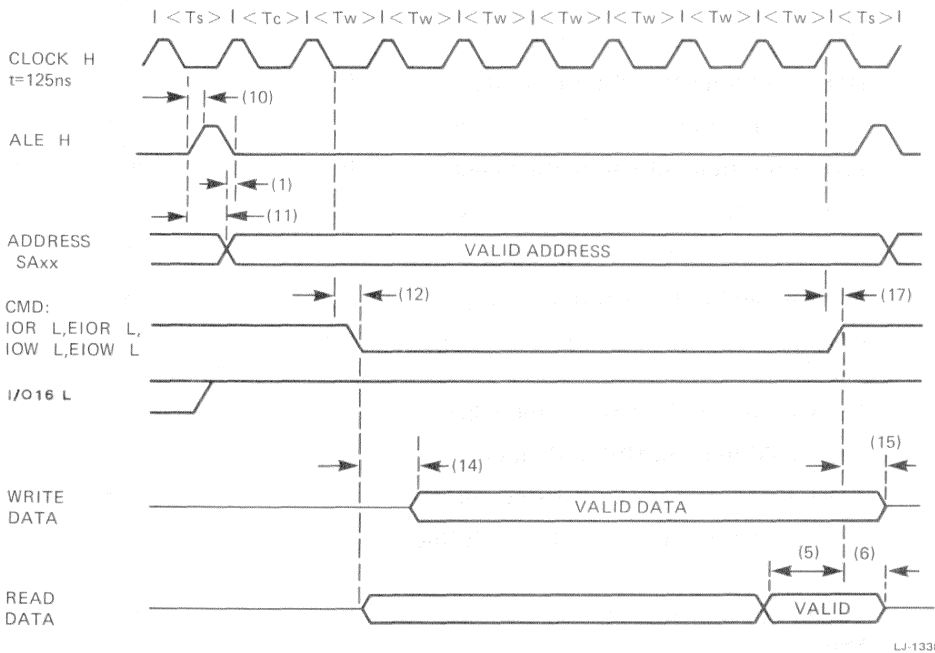 | < Ts > | < Tc > | < Tw > | < Tw > | < Tw > | < Tw > | < Tw > | < Tw > | < Tw > | < Ts > |
CLOCK H
t=125ns
(10)
ALE H
(1)
(11)
ADDRESS
SAxx
VALID ADDRESS
(12)
(17)
CMD:
IOR L,EIOR L,
IOW L,EIOW L
I/O16 L
(14)
(15)
WRITE
DATA
VALID DATA
(5)
(6)
READ
DATA
VALID
LJ-1338